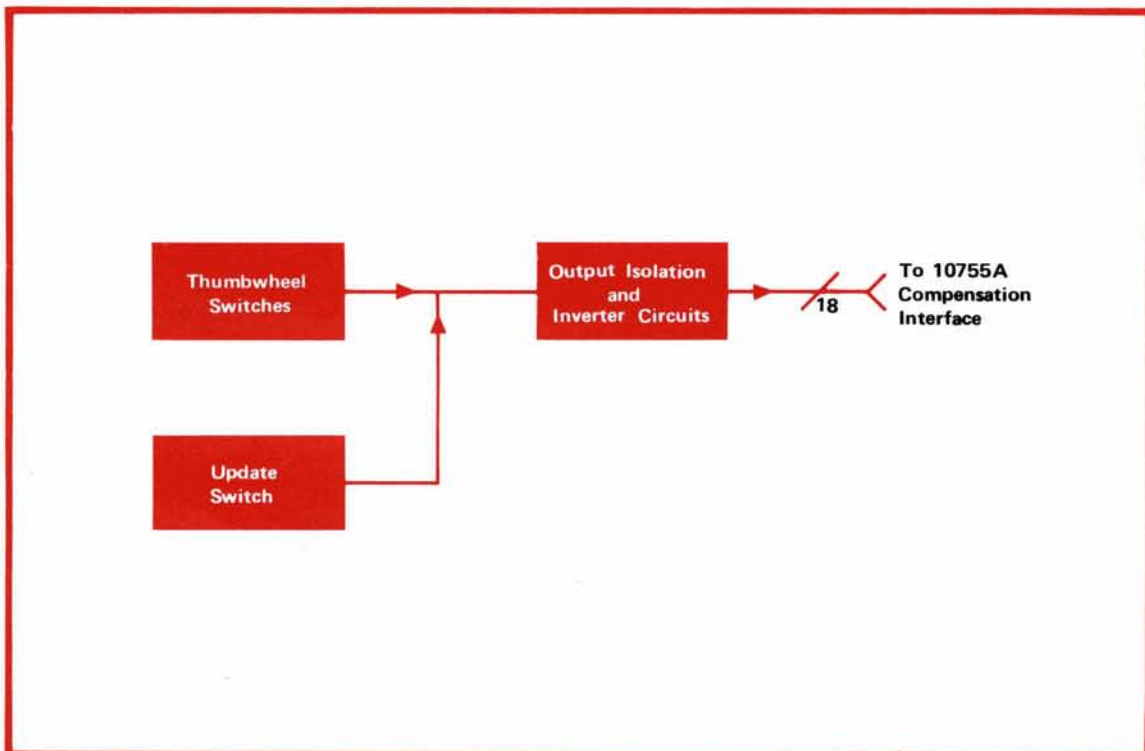 Thumbwheel
Switches
Output Isolation
and
Inverter Circuits
18
To 10755A
Compensation
Interface
Update
Switch